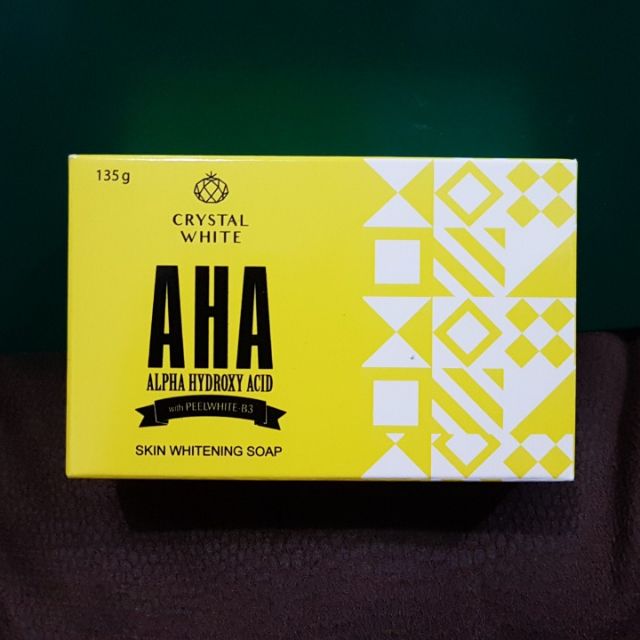 135g
CRYSTAL
WHITE
AHA
ALPHA HYDROXY ACID
with PEELWHITE-B3
SKIN WHITENING SOAP